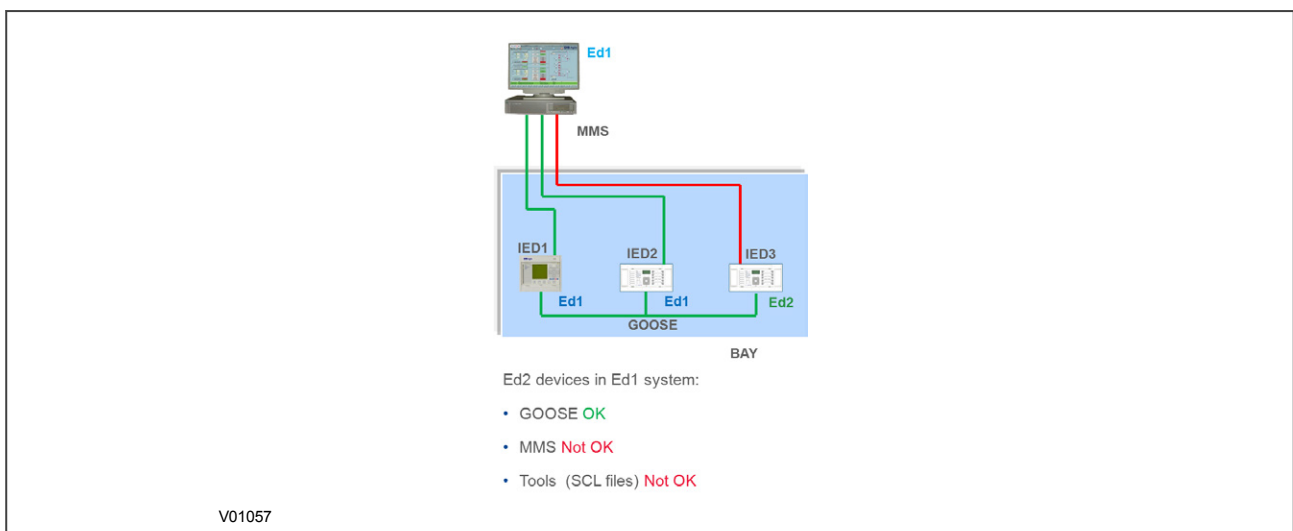 Ed1
MMS
IED1
IED2
IED3
Ed1
Ed1
Ed2
GOOSE
BAY
Ed2 devices in Ed1 system:
• GOOSE OK
• MMS Not OK
• Tools (SCL files) Not OK
V01057